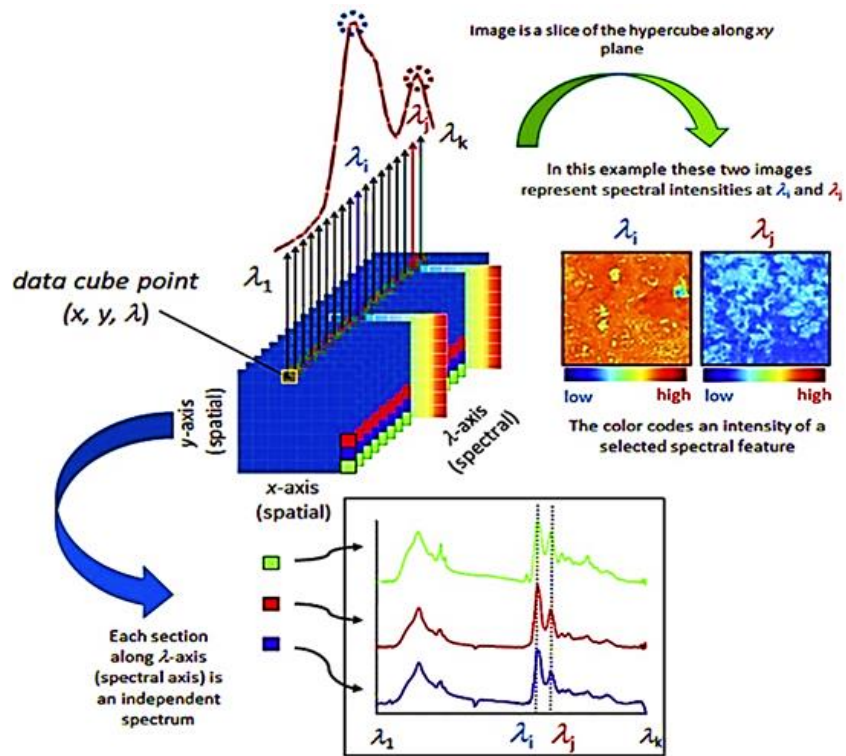 Image is a slice of the hypercube along xy
plane
λj
λk
λi
In this example these two images
represent spectral intensities at λi and λj
λi
λj
λ1
data cube point
(x, y, λ)
low
high
low
high
y-axis
(spatial)
λ-axis
(spectral)
The color codes an intensity of a
selected spectral feature
x-axis
(spatial)
Each section
along λ-axis
(spectral axis) is
an independent
spectrum
λ1
λi
λj
λk